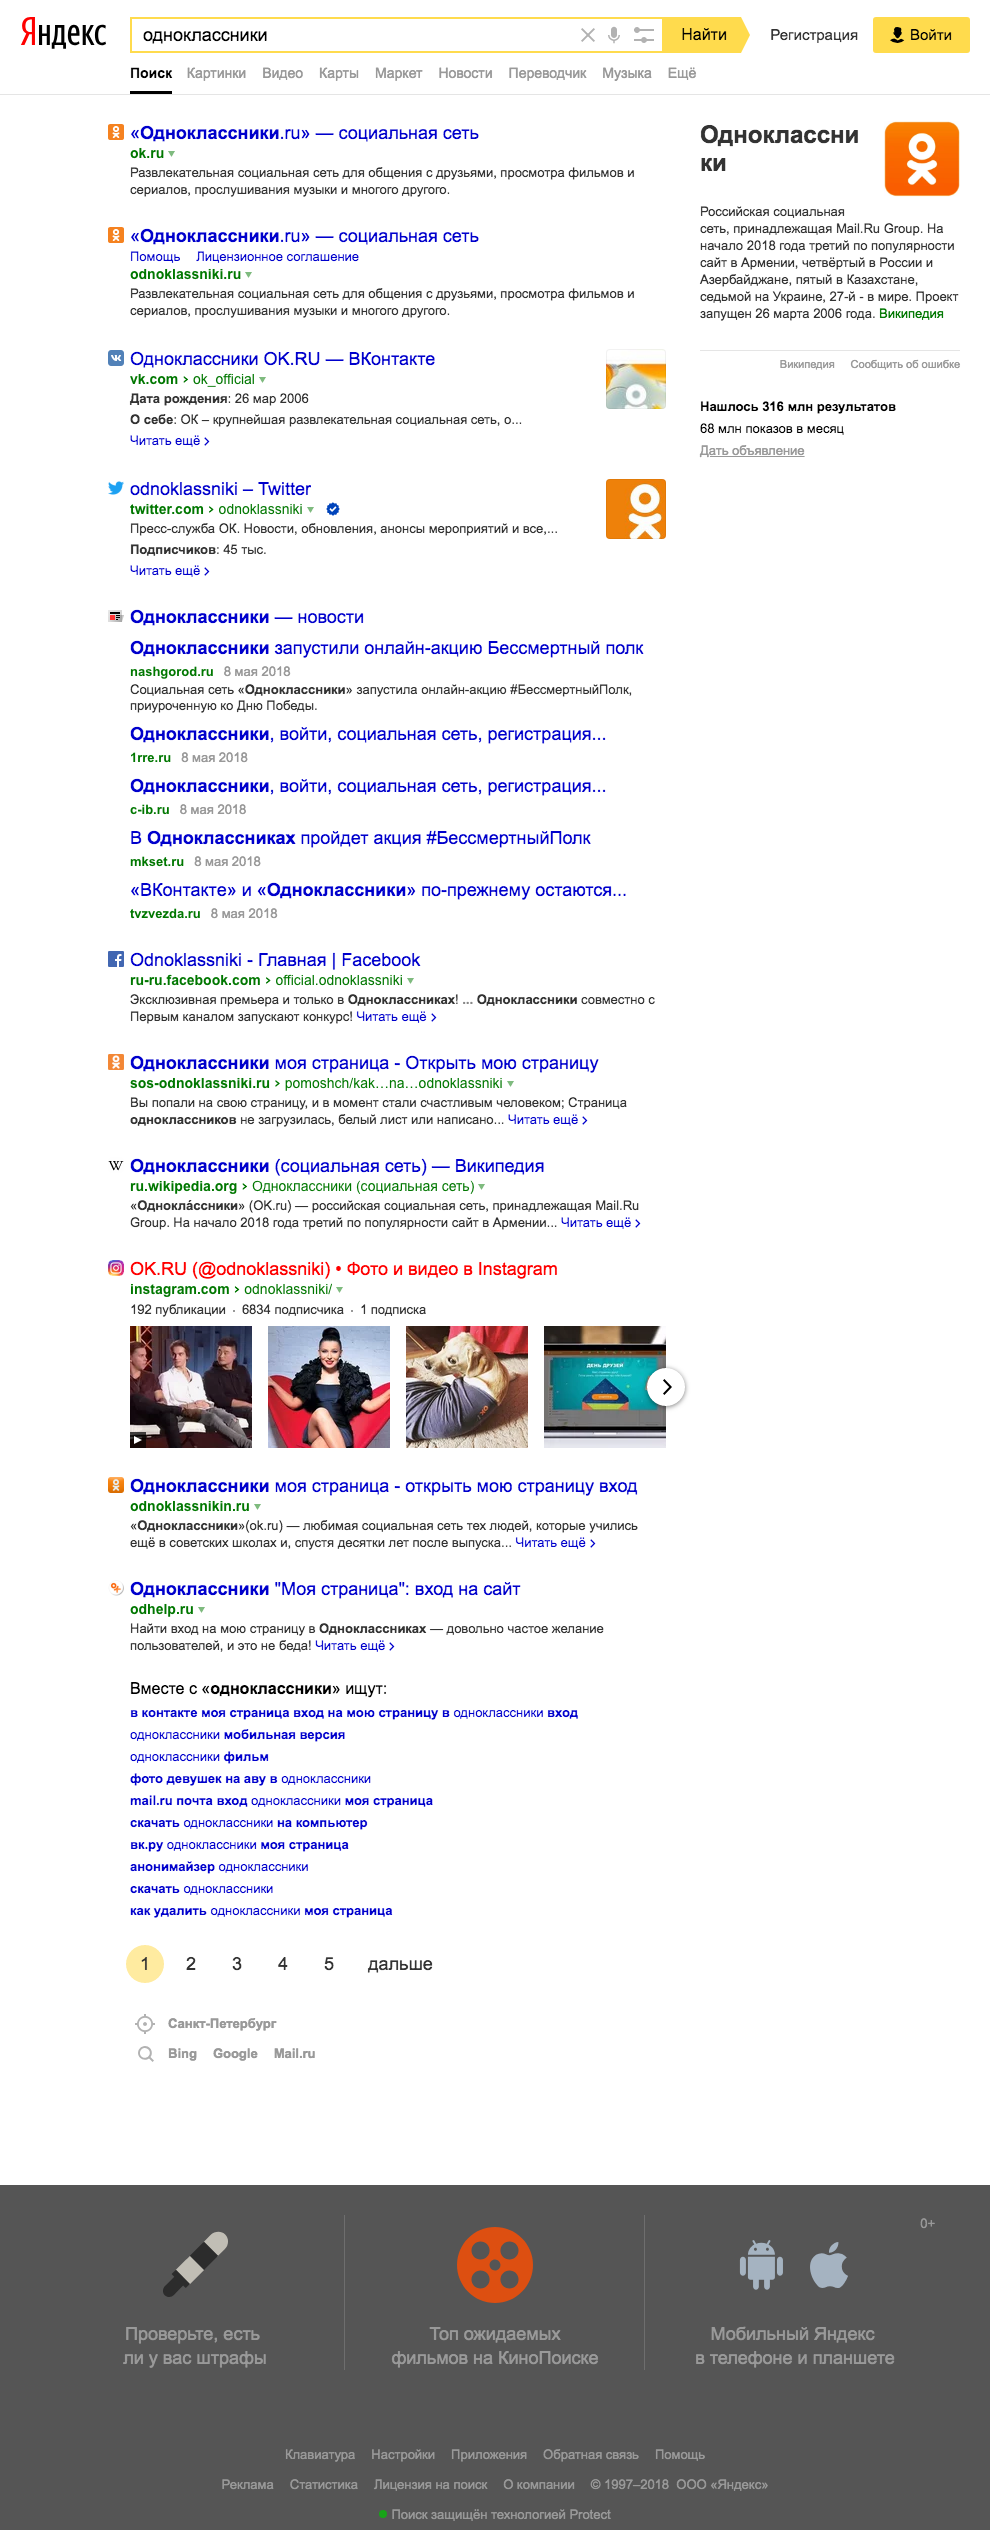 Яндекс
одноклассники
Найти
Регистрация
Войти
Поиск Картинки Видео Карты Маркет Новости Переводчик Музыка Ещё
«Одноклассники.ru» — социальная сеть
ok.ru
Развлекательная социальная сеть для общения с друзьями, просмотра фильмов и
сериалов, прослушивания музыки и многого другого.
«Одноклассники.ru» — социальная сеть
Помощь Лицензионное соглашение
odnoklassniki.ru
Развлекательная социальная сеть для общения с друзьями, просмотра фильмов и
сериалов, прослушивания музыки и многого другого.
Одноклассники OK.RU — ВКонтакте
vk.com › ok_official
Дата рождения: 26 мар 2006
О себе: ОК – крупнейшая развлекательная социальная сеть, о...
Читать ещё ›
odnoklassniki – Twitter
twitter.com › odnoklassniki
Пресс-служба ОК. Новости, обновления, анонсы мероприятий и все,...
Подписчиков: 45 тыс.
Читать ещё ›
Одноклассники — новости
Одноклассники запустили онлайн-акцию Бессмертный полк
nashgorod.ru 8 мая 2018
Социальная сеть «Одноклассники» запустила онлайн-акцию #БессмертныйПолк,
приуроченную ко Дню Победы.
Одноклассники, войти, социальная сеть, регистрация...
1rre.ru 8 мая 2018
Одноклассники, войти, социальная сеть, регистрация...
c-ib.ru 8 мая 2018
В Одноклассниках пройдет акция #БессмертныйПолк
mkset.ru 8 мая 2018
«ВКонтакте» и «Одноклассники» по-прежнему остаются...
tvzvezda.ru 8 мая 2018
Odnoklassniki - Главная | Facebook
ru-ru.facebook.com › official.odnoklassniki
Эксклюзивная премьера и только в Одноклассниках! ... Одноклассники совместно с
Первым каналом запускают конкурс! Читать ещё ›
Одноклассники моя страница - Открыть мою страницу
sos-odnoklassniki.ru › pomoshch/kak…na…odnoklassniki
Вы попали на свою страницу, и в момент стали счастливым человеком; Страница
одноклассников не загрузилась, белый лист или написано... Читать ещё ›
Одноклассники (социальная сеть) — Википедия
ru.wikipedia.org › Одноклассники (социальная сеть)
«Однокла́ссники» (OK.ru) — российская социальная сеть, принадлежащая Mail.Ru
Group. На начало 2018 года третий по популярности сайт в Армении... Читать ещё ›
OK.RU (@odnoklassniki) • Фото и видео в Instagram
instagram.com › odnoklassniki/
192 публикации · 6834 подписчика · 1 подписка
ДЕНЬ ДРУЗЕЙ
Одноклассники моя страница - открыть мою страницу вход
odnoklassnikin.ru
«Одноклассники»(ok.ru) — любимая социальная сеть тех людей, которые учились
ещё в советских школах и, спустя десятки лет после выпуска... Читать ещё ›
Одноклассники "Моя страница": вход на сайт
odhelp.ru
Найти вход на мою страницу в Одноклассниках — довольно частое желание
пользователей, и это не беда! Читать ещё ›
Вместе с «одноклассники» ищут:
в контакте моя страница вход на мою страницу в одноклассники вход
одноклассники мобильная версия
одноклассники фильм
фото девушек на аву в одноклассники
mail.ru почта вход одноклассники моя страница
скачать одноклассники на компьютер
вк.ру одноклассники моя страница
анонимайзер одноклассники
скачать одноклассники
как удалить одноклассники моя страница
1 2 3 4 5 дальше
Санкт-Петербург
Bing Google Mail.ru
Одноклассни
ки
Российская социальная
сеть, принадлежащая Mail.Ru Group. На
начало 2018 года третий по популярности
сайт в Армении, четвёртый в России и
Азербайджане, пятый в Казахстане,
седьмой на Украине, 27-й - в мире. Проект
запущен 26 марта 2006 года. Википедия
Википедия Сообщить об ошибке
Нашлось 316 млн результатов
68 млн показов в месяц
Дать объявление
0+
Проверьте, есть
ли у вас штрафы
Топ ожидаемых
фильмов на КиноПоиске
Мобильный Яндекс
в телефоне и планшете
Клавиатура Настройки Приложения Обратная связь Помощь
Реклама Статистика Лицензия на поиск О компании © 1997–2018 ООО «Яндекс»
Поиск защищён технологией Protect